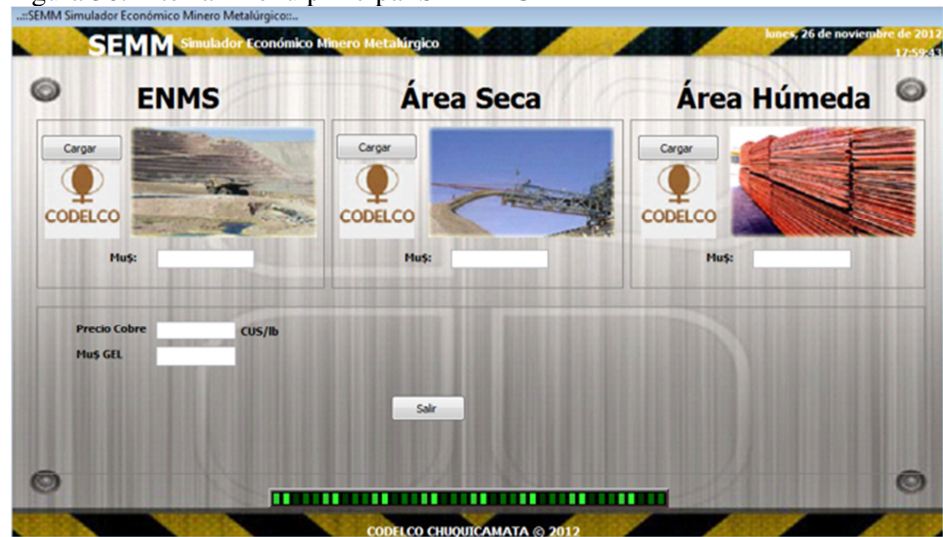 ..::SEMM Simulador Económico Minero Metalúrgico::..
SEMM Simulador Económico Minero Metalúrgico
lunes, 26 de noviembre de 2012
17:59:43
ENMS
Área Seca
Área Húmeda
Cargar
Cargar
Cargar
CODELCO
CODELCO
CODELCO
Mu$:
Mu$:
Mu$:
Precio Cobre
CUS/lb
Mu$ GEL
Salir
CODELCO CHUQUICAMATA © 2012